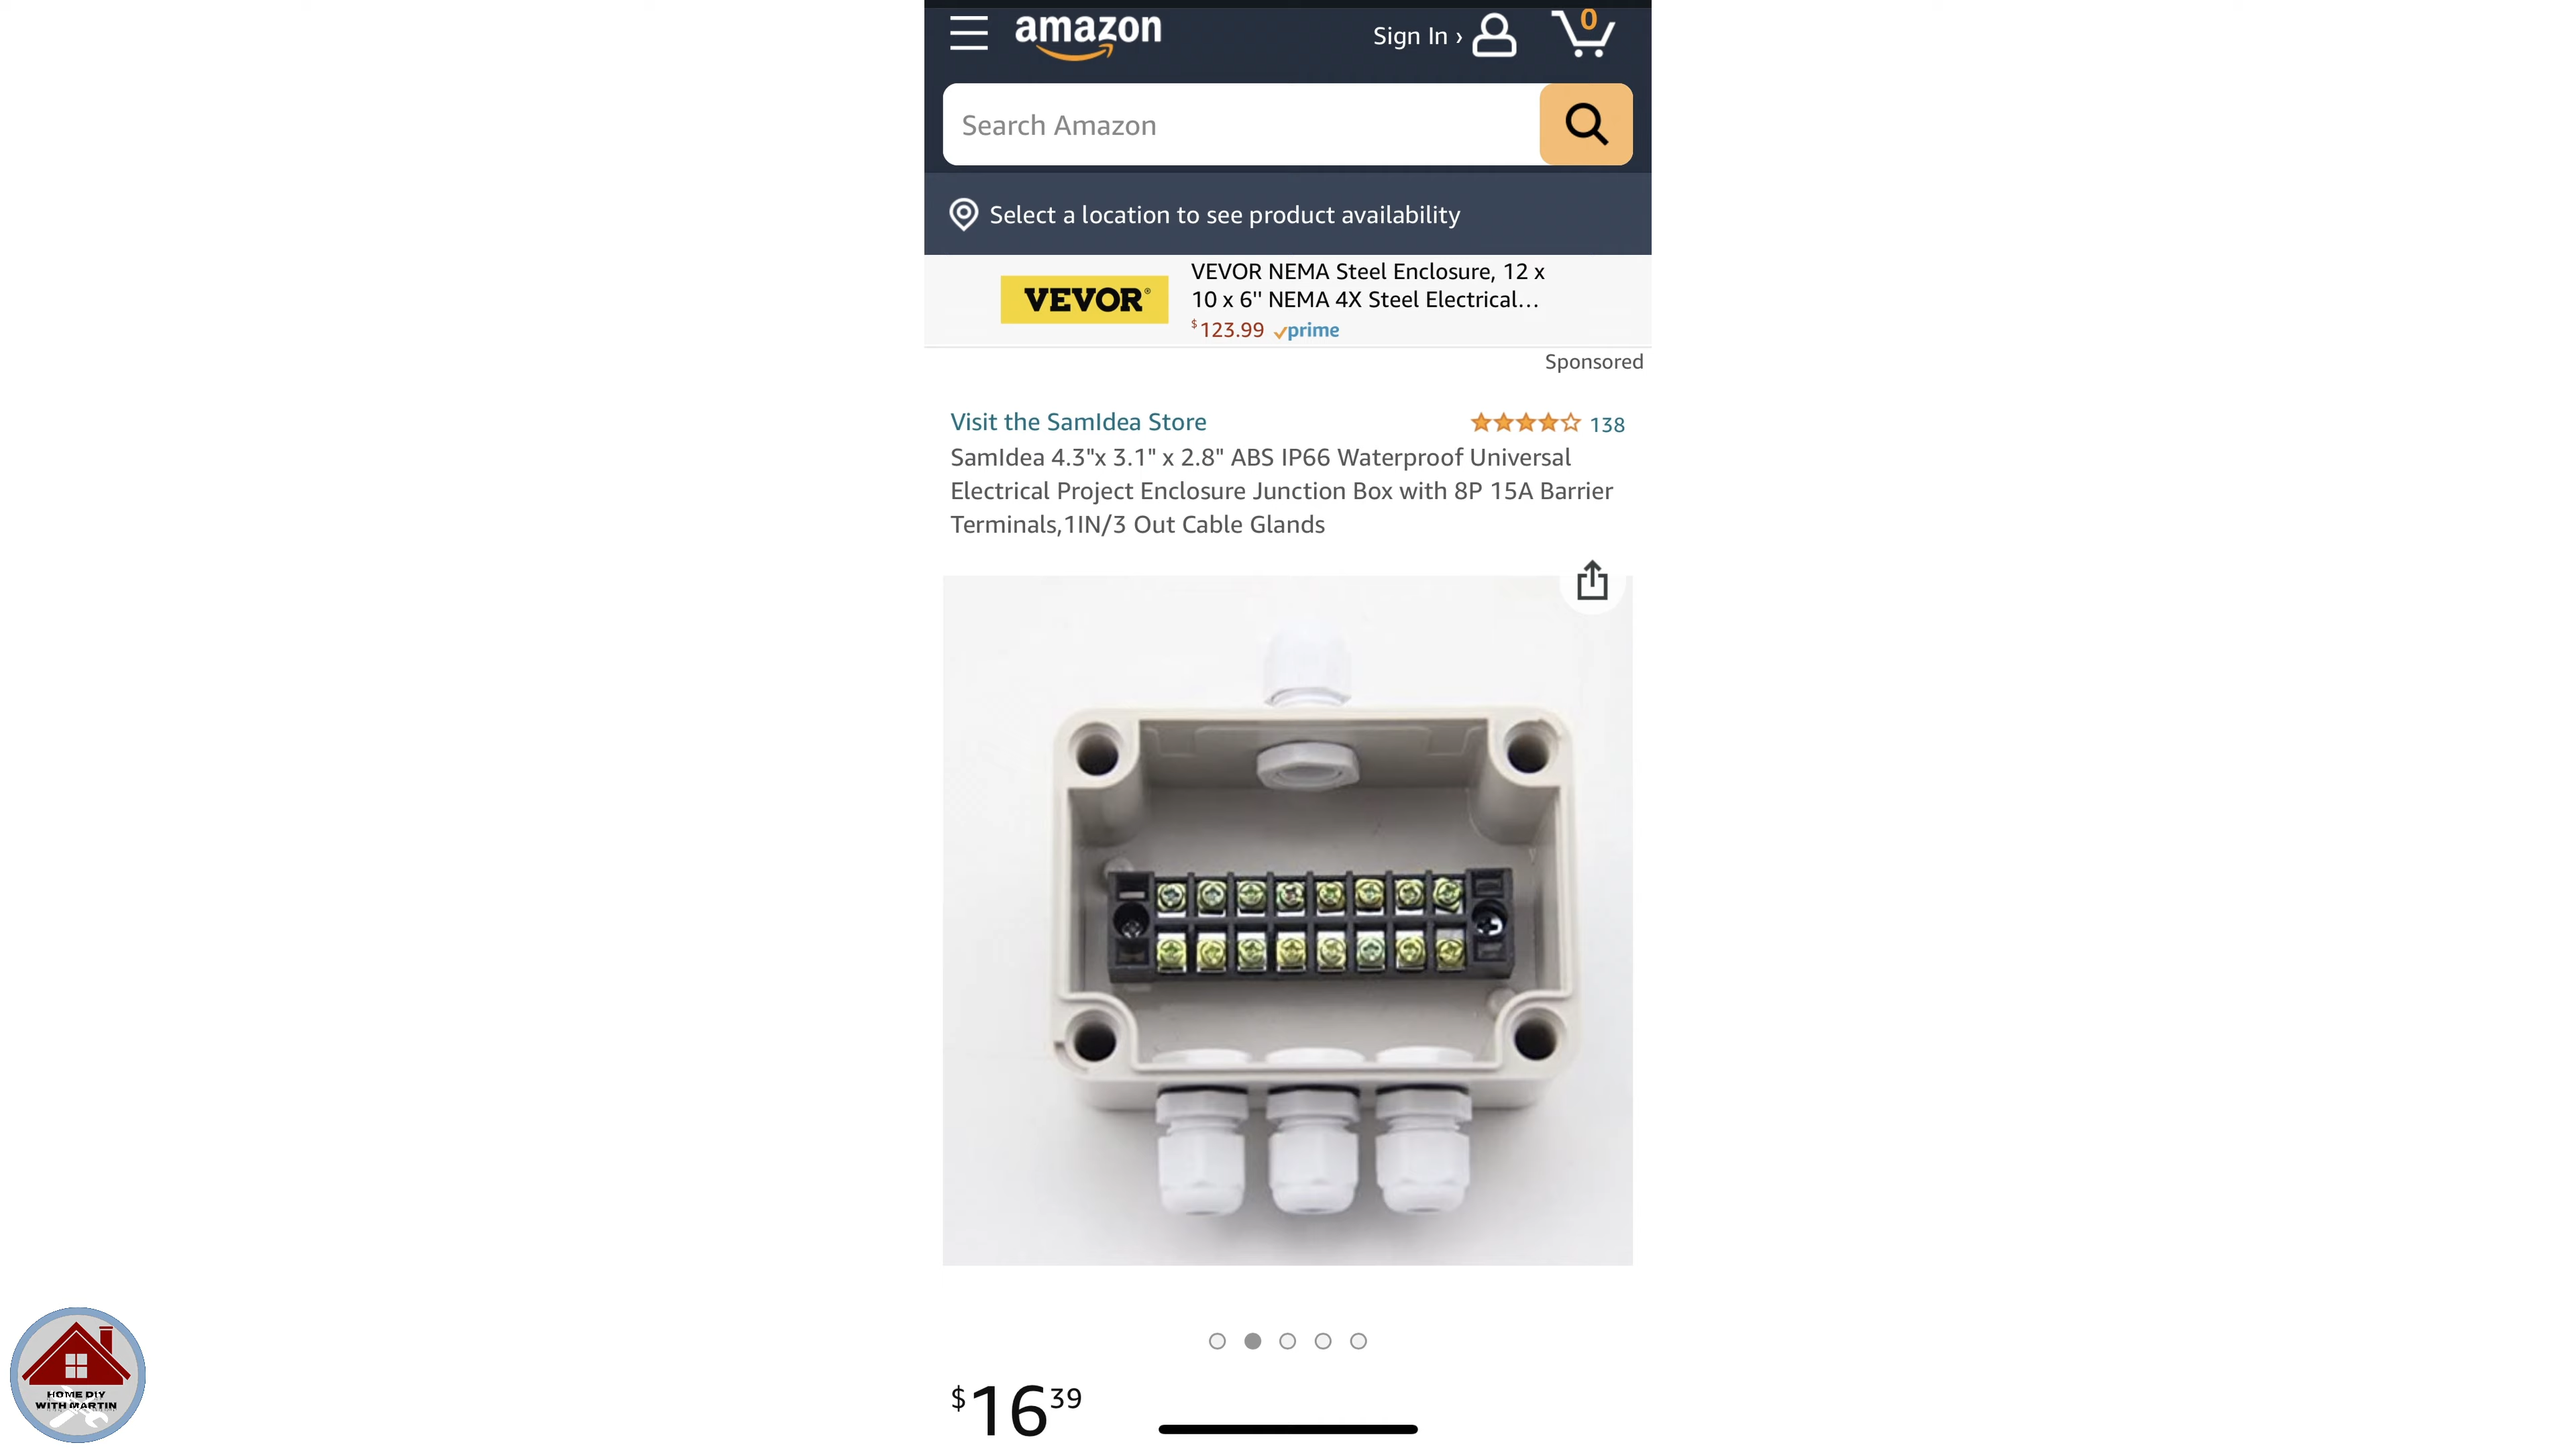 amazon
Sign In ›
0
Search Amazon
Select a location to see product availability
VEVOR®
VEVOR NEMA Steel Enclosure, 12 x
10 x 6'' NEMA 4X Steel Electrical...
$123.99 prime
Sponsored
Visit the SamIdea Store
138
SamIdea 4.3"x 3.1" x 2.8" ABS IP66 Waterproof Universal
Electrical Project Enclosure Junction Box with 8P 15A Barrier
Terminals,1IN/3 Out Cable Glands
$1639
HOME DIY
WITH MARTIN